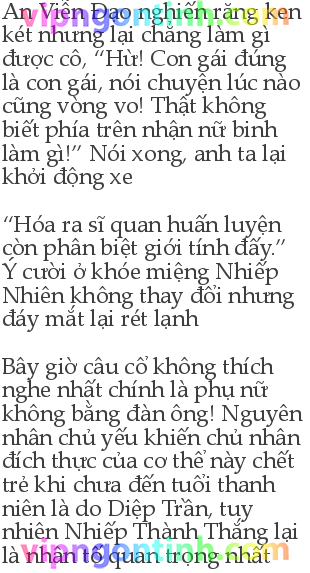 An Viễn Đạo nghiến răng ken
két nhưng lại chẳng làm gì
được cô, “Hừ! Con gái đúng
là con gái, nói chuyện lúc nào
cũng vòng vo! Thật không
biết phía trên nhận nữ binh
làm gì!” Nói xong, anh ta lại
khởi động xe
“Hóa ra sĩ quan huấn luyện
còn phân biệt giới tính đấy.”
Ý cười ở khóe miệng Nhiếp
Nhiên không thay đổi nhưng
đáy mắt lại rét lạnh
Bây giờ câu cổ không thích
nghe nhất chính là phụ nữ
không bằng đàn ông! Nguyên
nhân chủ yếu khiến chủ nhân
đích thực của cơ thể này chết
trẻ khi chưa đến tuổi thanh
niên là do Diệp Trần, tuy
nhiên Nhiếp Thành Thắng lại
là nhân tố quan trọng nhất
vipngontinh.com
vipngontinh.com